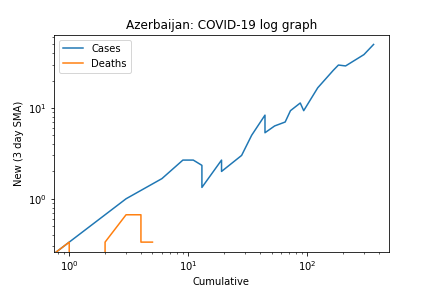 Azerbaijan: COVID-19 log graph
Cases
Deaths
New (3 day SMA)
10¹
10⁰
10⁰ 10¹ 10²
Cumulative